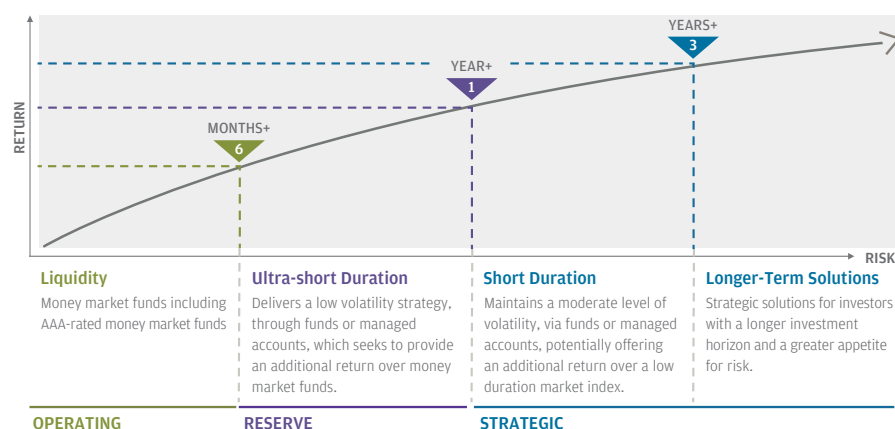 YEARS+
3
YEAR+
1
MONTHS+
6
RETURN
RISK
Liquidity
Money market funds including
AAA-rated money market funds
Ultra-short Duration
Delivers a low volatility strategy,
through funds or managed
accounts, which seeks to provide
an additional return over money
market funds.
Short Duration
Maintains a moderate level of
volatility, via funds or managed
accounts, potentially offering
an additional return over a low
duration market index.
Longer-Term Solutions
Strategic solutions for investors
with a longer investment
horizon and a greater appetite
for risk.
OPERATING
RESERVE
STRATEGIC